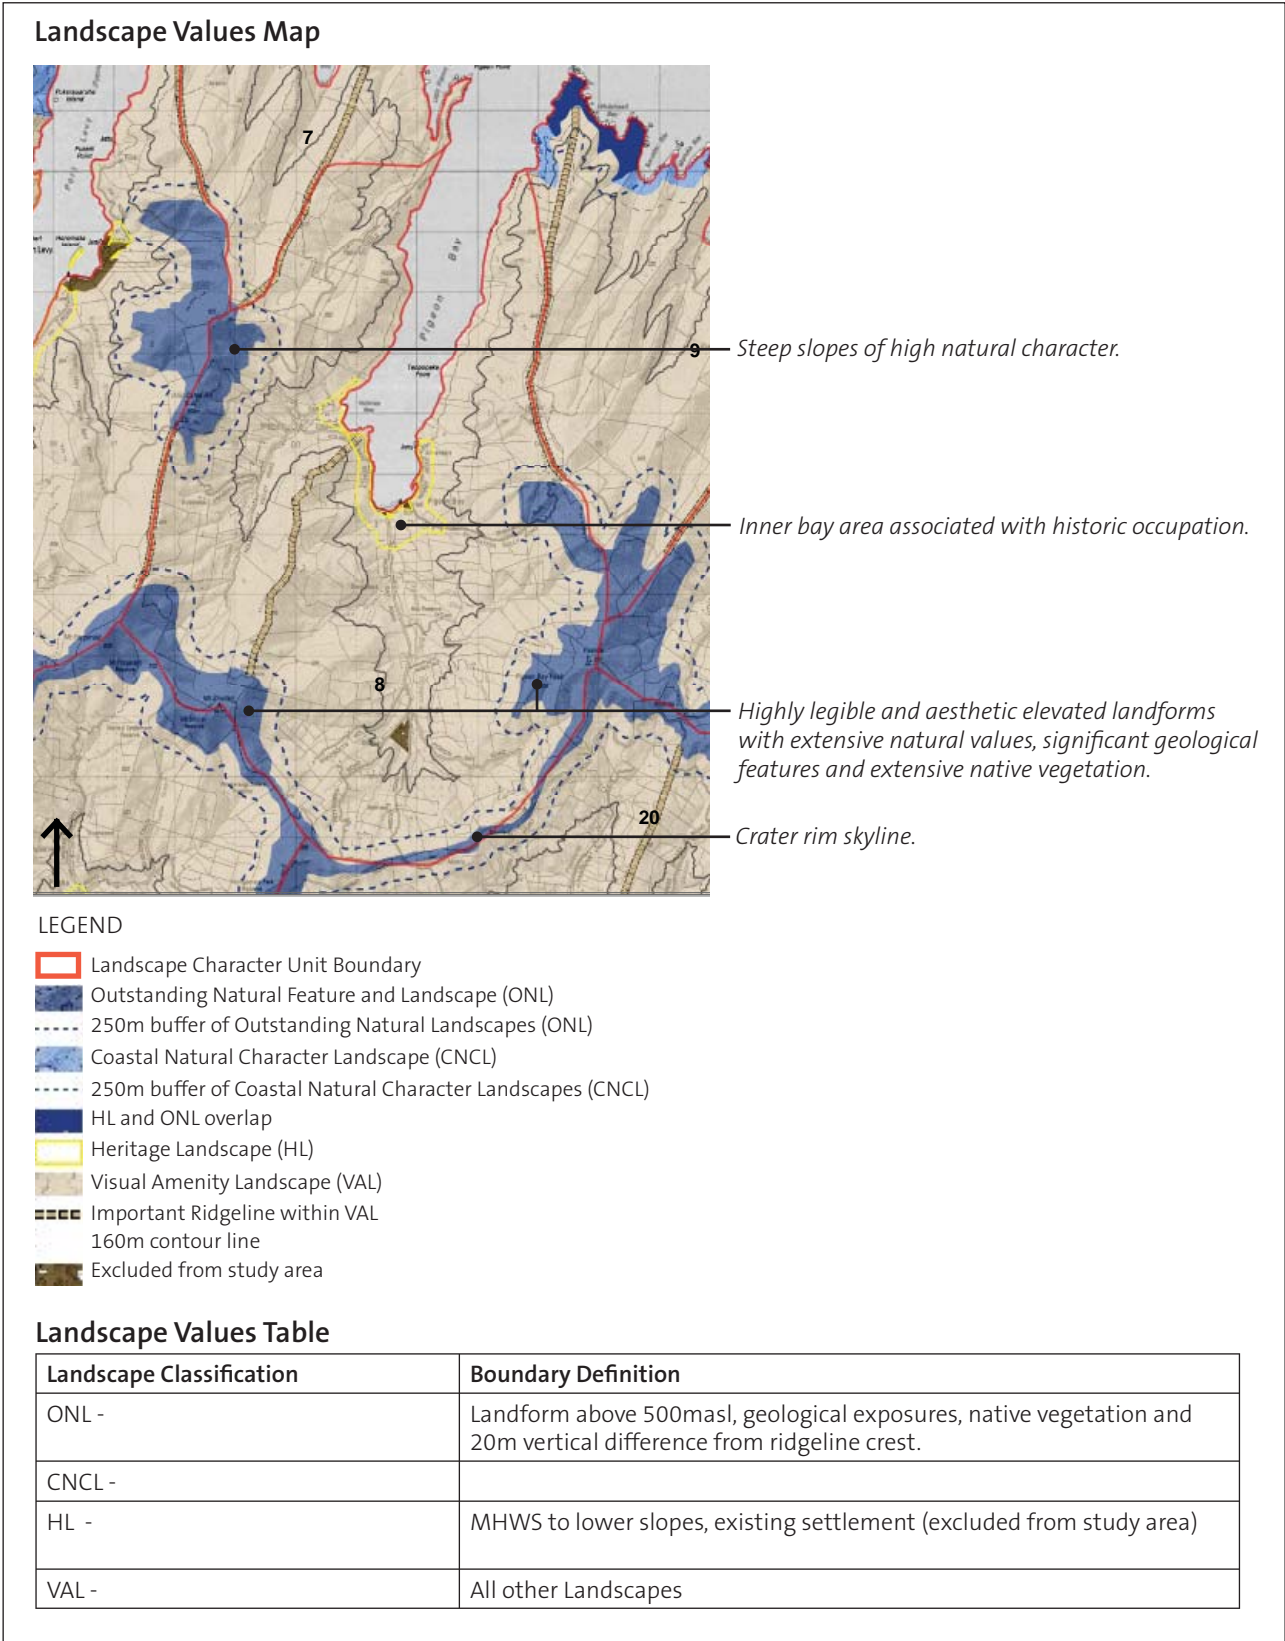 Landscape Values Map
7
Bay
Pigeon
9
Steep slopes of high natural character.
Inner bay area associated with historic occupation.
8
Highly legible and aesthetic elevated landforms
with extensive natural values, significant geological
features and extensive native vegetation.
20
Crater rim skyline.
LEGEND
Landscape Character Unit Boundary
Outstanding Natural Feature and Landscape (ONL)
250m buffer of Outstanding Natural Landscapes (ONL)
Coastal Natural Character Landscape (CNCL)
250m buffer of Coastal Natural Character Landscapes (CNCL)
HL and ONL overlap
Heritage Landscape (HL)
Visual Amenity Landscape (VAL)
Important Ridgeline within VAL
160m contour line
Excluded from study area
Landscape Values Table
Landscape Classification Boundary Definition
ONL - Landform above 500masl, geological exposures, native vegetation and
20m vertical difference from ridgeline crest.
CNCL -
HL - MHWS to lower slopes, existing settlement (excluded from study area)
VAL - All other Landscapes